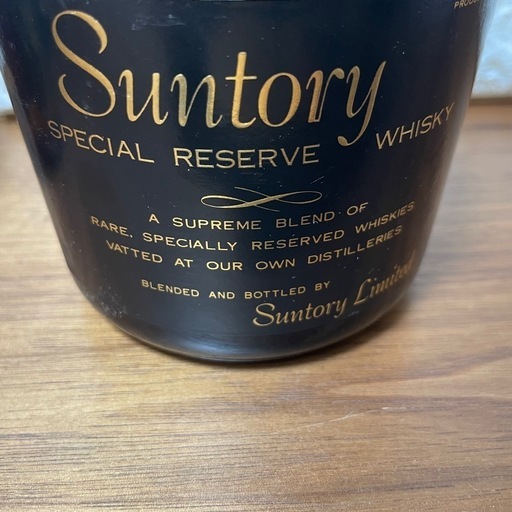 Suntory
SPECIAL RESERVE WHISKY
A SUPREME BLEND OF
RARE, SPECIALLY RESERVED WHISKIES
VATTED AT OUR OWN DISTILLERIES
BLENDED AND BOTTLED BY
Suntory Limited